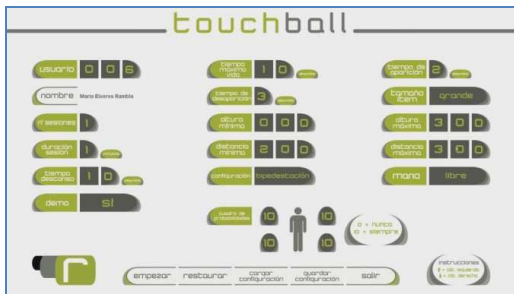 touchball
usuario 0 0 6
nombre Mario Elveros Rambla
nº sesiones 1
duración sesión 1
tiempo descanso 1 0
demo sí
tiempo máximo vida 1 0
tiempo de desaparición 3
altura mínima 0 0 0
distancia mínima 2 0 0
configuración bipedestación
tiempo de aparición 2
tamaño item grande
altura máxima 3 0 0
distancia máxima 3 0 0
mano libre
cuadro de probabilidades
10 10
10 10
0 = nunca
10 = siempre
r
empezar restaurar cargar configuración guardar configuración salir
instrucciones